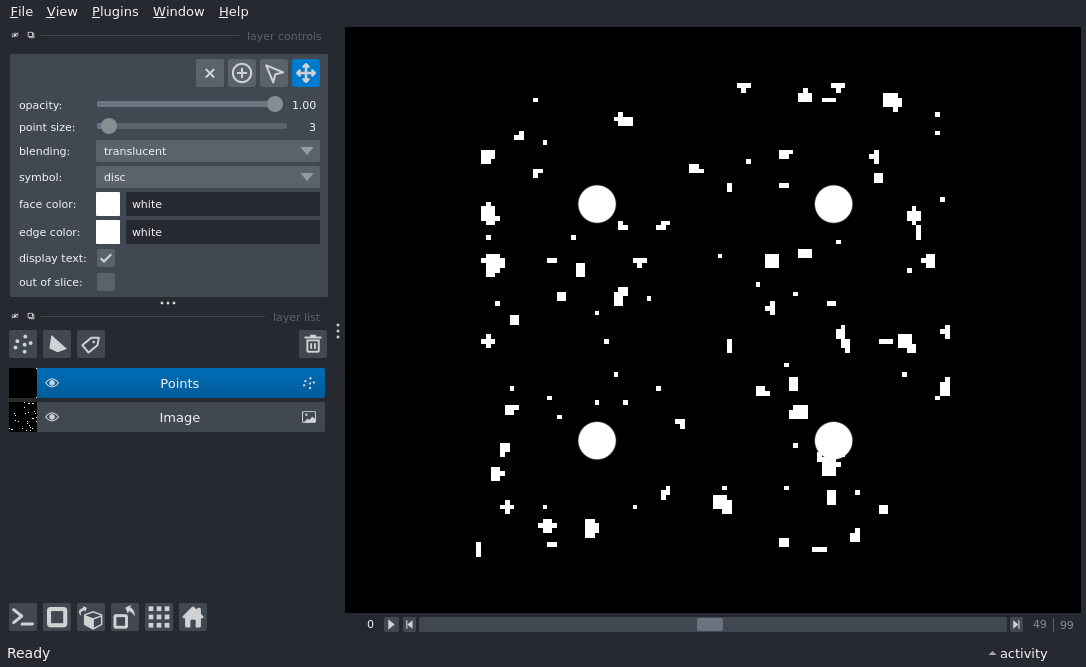 File View Plugins Window Help
layer controls
opacity: 1.00
point size: 3
blending: translucent
symbol: disc
face color: white
edge color: white
display text:
out of slice:
layer list
Points
Image
0 49 99
Ready activity